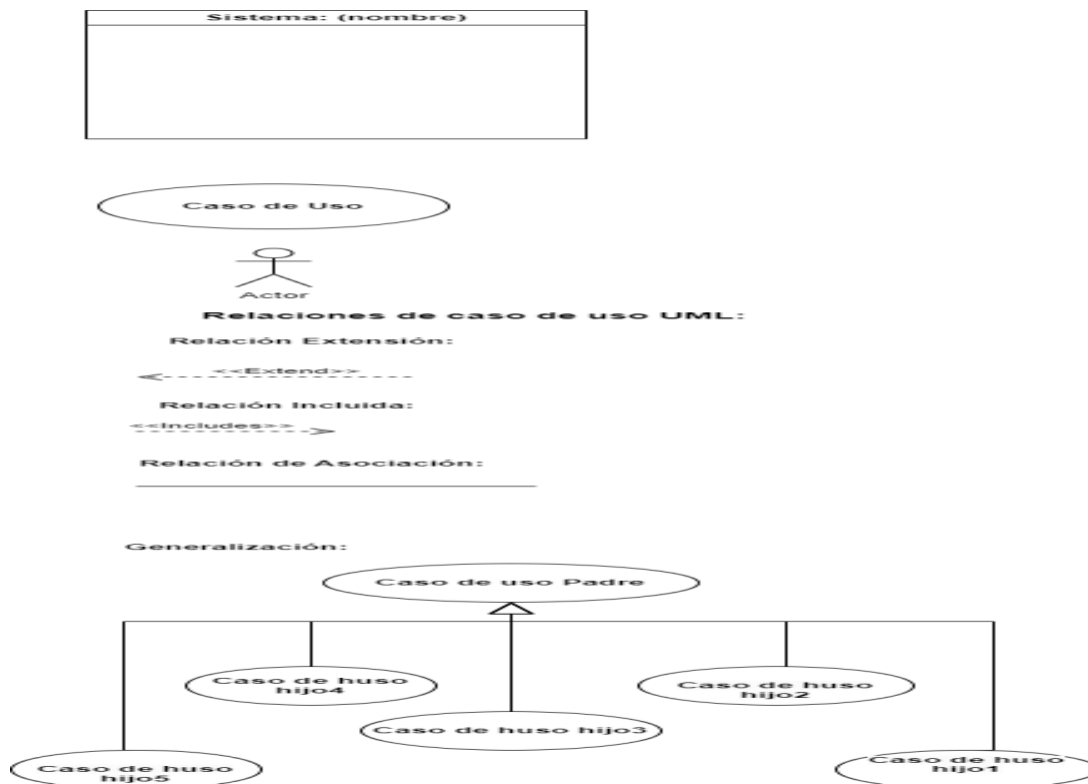 Sistema: (nombre)
Caso de Uso
Actor
Relaciones de caso de uso UML:
Relación Extensión:
<<Extend>>
Relación Incluida:
<<Includes>>
Relación de Asociación:
Generalización:
Caso de uso Padre
Caso de huso
hijo4
Caso de huso
hijo2
Caso de huso hijo3
Caso de huso
hijo5
Caso de huso
hijo1